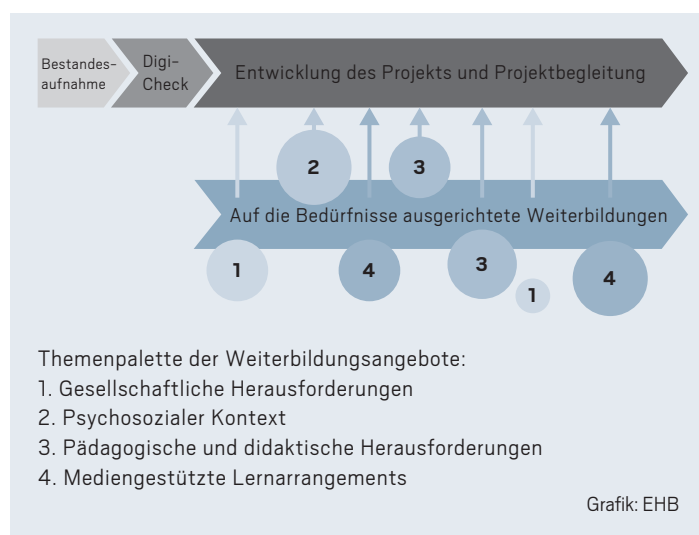 Bestandes-
aufnahme
Digi-
Check
Entwicklung des Projekts und Projektbegleitung
2
3
Auf die Bedürfnisse ausgerichtete Weiterbildungen
1
4
3
1
4
Themenpalette der Weiterbildungsangebote:
1. Gesellschaftliche Herausforderungen
2. Psychosozialer Kontext
3. Pädagogische und didaktische Herausforderungen
4. Mediengestützte Lernarrangements
Grafik: EHB